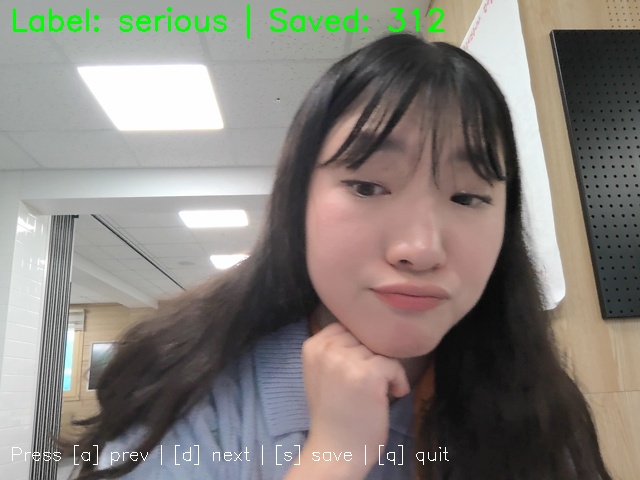 Label: serious | Saved: 312
Press [a] prev | [d] next | [s] save | [q] quit